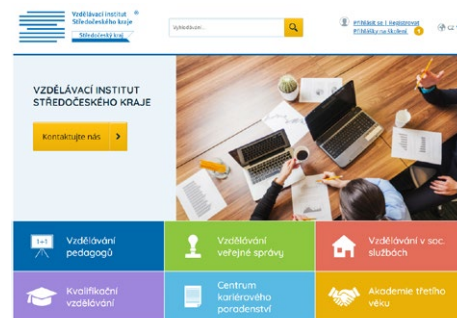 Vzdělávací institut
Středočeského kraje
Středočeský kraj
Vyhledávání...
Přihlásit se | Registrovat
Přihlášky na školení
CZ
VZDĚLÁVACÍ INSTITUT
STŘEDOČESKÉHO KRAJE
Kontaktujte nás
Vzdělávání
pedagogů
Vzdělávání
veřejné správy
Vzdělávání v soc.
službách
Kvalifikační
vzdělávání
Centrum
kariérového
poradenství
Akademie třetího
věku